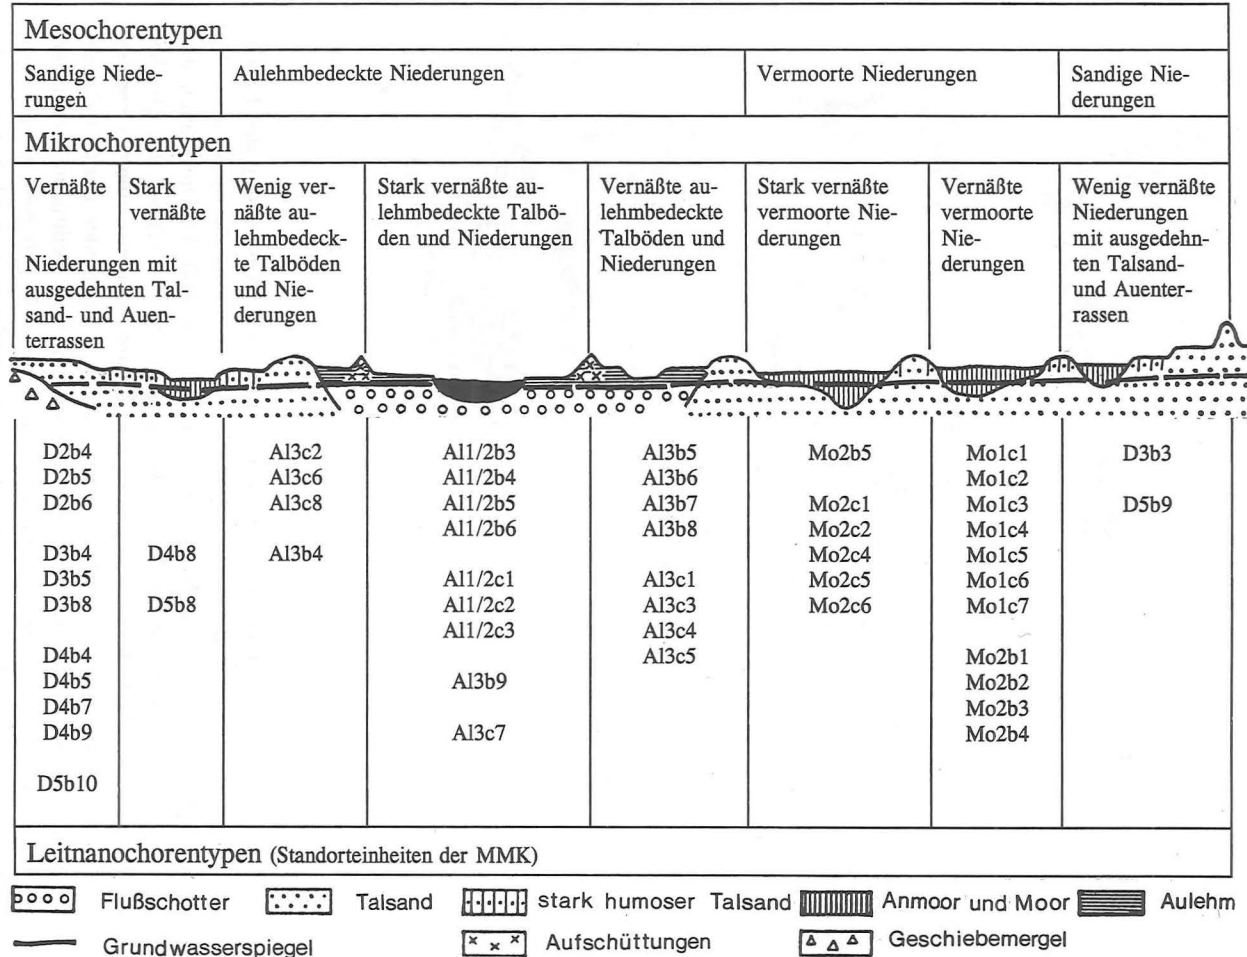 Mesochorentypen
Sandige Niede-
rungen
Aulehmbedeckte Niederungen
Vermoorte Niederungen
Sandige Nie-
derungen
Mikrochorentypen
Vernäßte
Stark
vernäßte
Niederungen mit
ausgedehnten Tal-
sand- und Auen-
terrassen
Wenig ver-
näßte au-
lehmbedeck-
te Talböden
und Nie-
derungen
Stark vernäßte au-
lehmbedeckte Talbö-
den und Niederungen
Vernäßte au-
lehmbedeckte
Talböden und
Niederungen
Stark vernäßte
vermoorte Nie-
derungen
Vernäßte
vermoorte
Nie-
derungen
Wenig vernäßte
Niederungen
mit ausgedehn-
ten Talsand-
und Auenter-
rassen
D2b4
D2b5
D2b6
D3b4
D3b5
D3b8
D4b4
D4b5
D4b7
D4b9
D5b10
D4b8
D5b8
Al3c2
Al3c6
Al3c8
Al3b4
Al1/2b3
Al1/2b4
Al1/2b5
Al1/2b6
Al1/2c1
Al1/2c2
Al1/2c3
Al3b9
Al3c7
Al3b5
Al3b6
Al3b7
Al3b8
Al3c1
Al3c3
Al3c4
Al3c5
Mo2b5
Mo2c1
Mo2c2
Mo2c4
Mo2c5
Mo2c6
Mo1c1
Mo1c2
Mo1c3
Mo1c4
Mo1c5
Mo1c6
Mo1c7
Mo2b1
Mo2b2
Mo2b3
Mo2b4
D3b3
D5b9
Leitnanochorentypen (Standorteinheiten der MMK)
Flußschotter
Talsand
stark humoser Talsand
Anmoor und Moor
Aulehm
Grundwasserspiegel
Aufschüttungen
Geschiebemergel